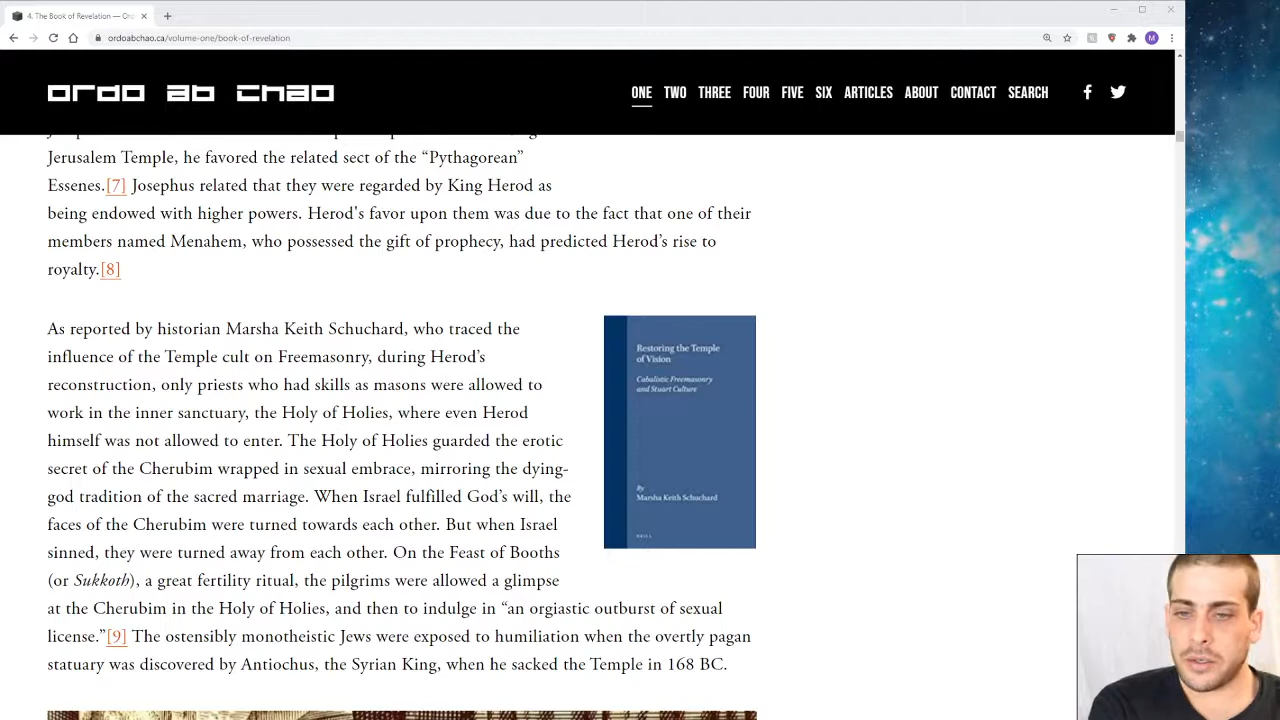 4. The Book of Revelation — Ord
ordoabchao.ca/volume-one/book-of-revelation
M
ordo ab chao
ONE TWO THREE FOUR FIVE SIX ARTICLES ABOUT CONTACT SEARCH
Jerusalem Temple, he favored the related sect of the “Pythagorean”
Essenes.[7] Josephus related that they were regarded by King Herod as
being endowed with higher powers. Herod's favor upon them was due to the fact that one of their
members named Menahem, who possessed the gift of prophecy, had predicted Herod’s rise to
royalty.[8]
As reported by historian Marsha Keith Schuchard, who traced the
influence of the Temple cult on Freemasonry, during Herod’s
reconstruction, only priests who had skills as masons were allowed to
work in the inner sanctuary, the Holy of Holies, where even Herod
himself was not allowed to enter. The Holy of Holies guarded the erotic
secret of the Cherubim wrapped in sexual embrace, mirroring the dying-
god tradition of the sacred marriage. When Israel fulfilled God’s will, the
faces of the Cherubim were turned towards each other. But when Israel
sinned, they were turned away from each other. On the Feast of Booths
(or Sukkoth), a great fertility ritual, the pilgrims were allowed a glimpse
at the Cherubim in the Holy of Holies, and then to indulge in “an orgiastic outburst of sexual
license.”[9] The ostensibly monotheistic Jews were exposed to humiliation when the overtly pagan
statuary was discovered by Antiochus, the Syrian King, when he sacked the Temple in 168 BC.
Restoring the Temple
of Vision
Cabalistic Freemasonry
and Stuart Culture
By
Marsha Keith Schuchard
BRILL